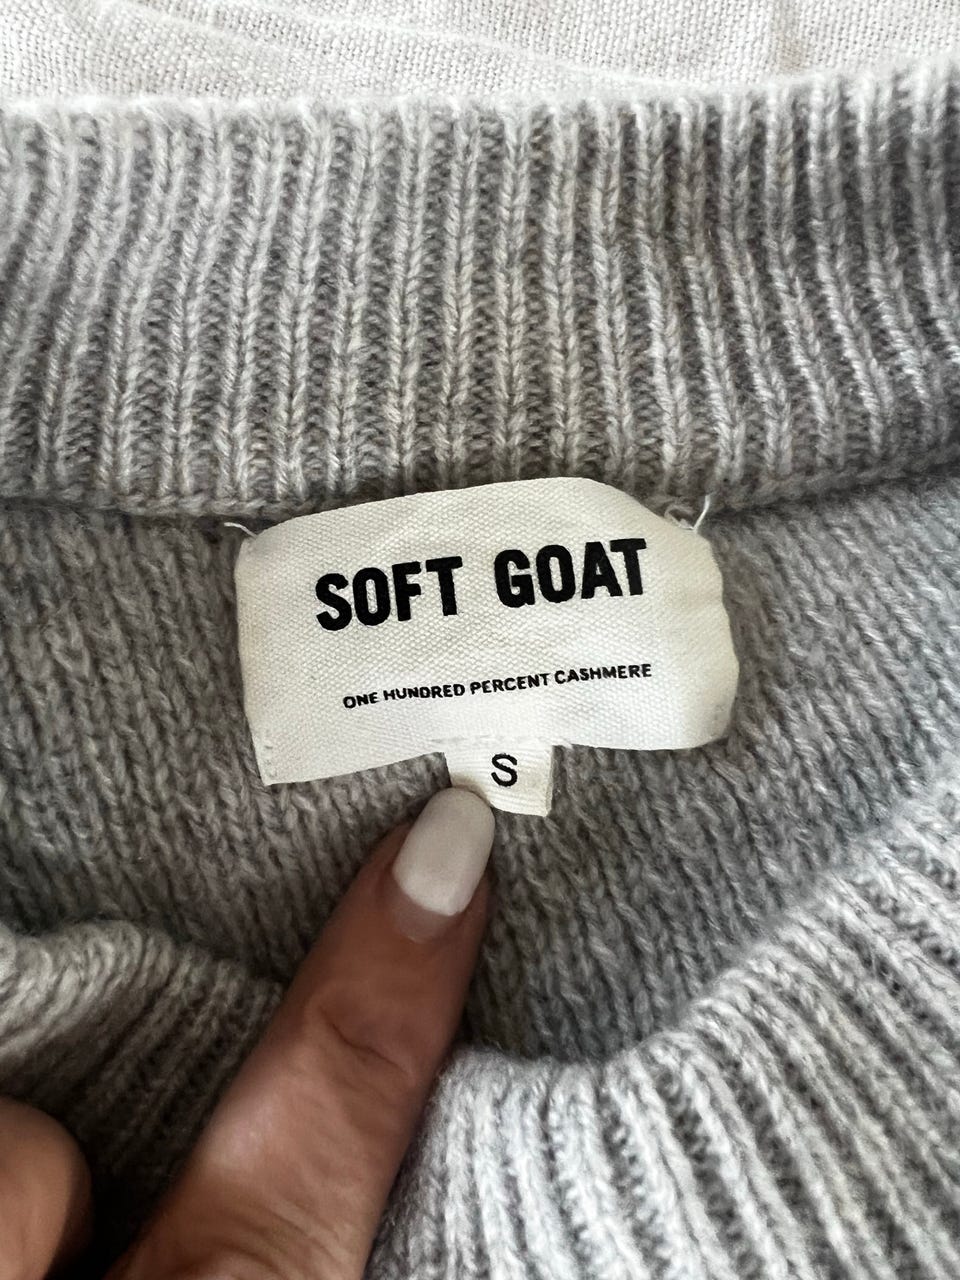 SOFT GOAT
ONE HUNDRED PERCENT CASHMERE
S